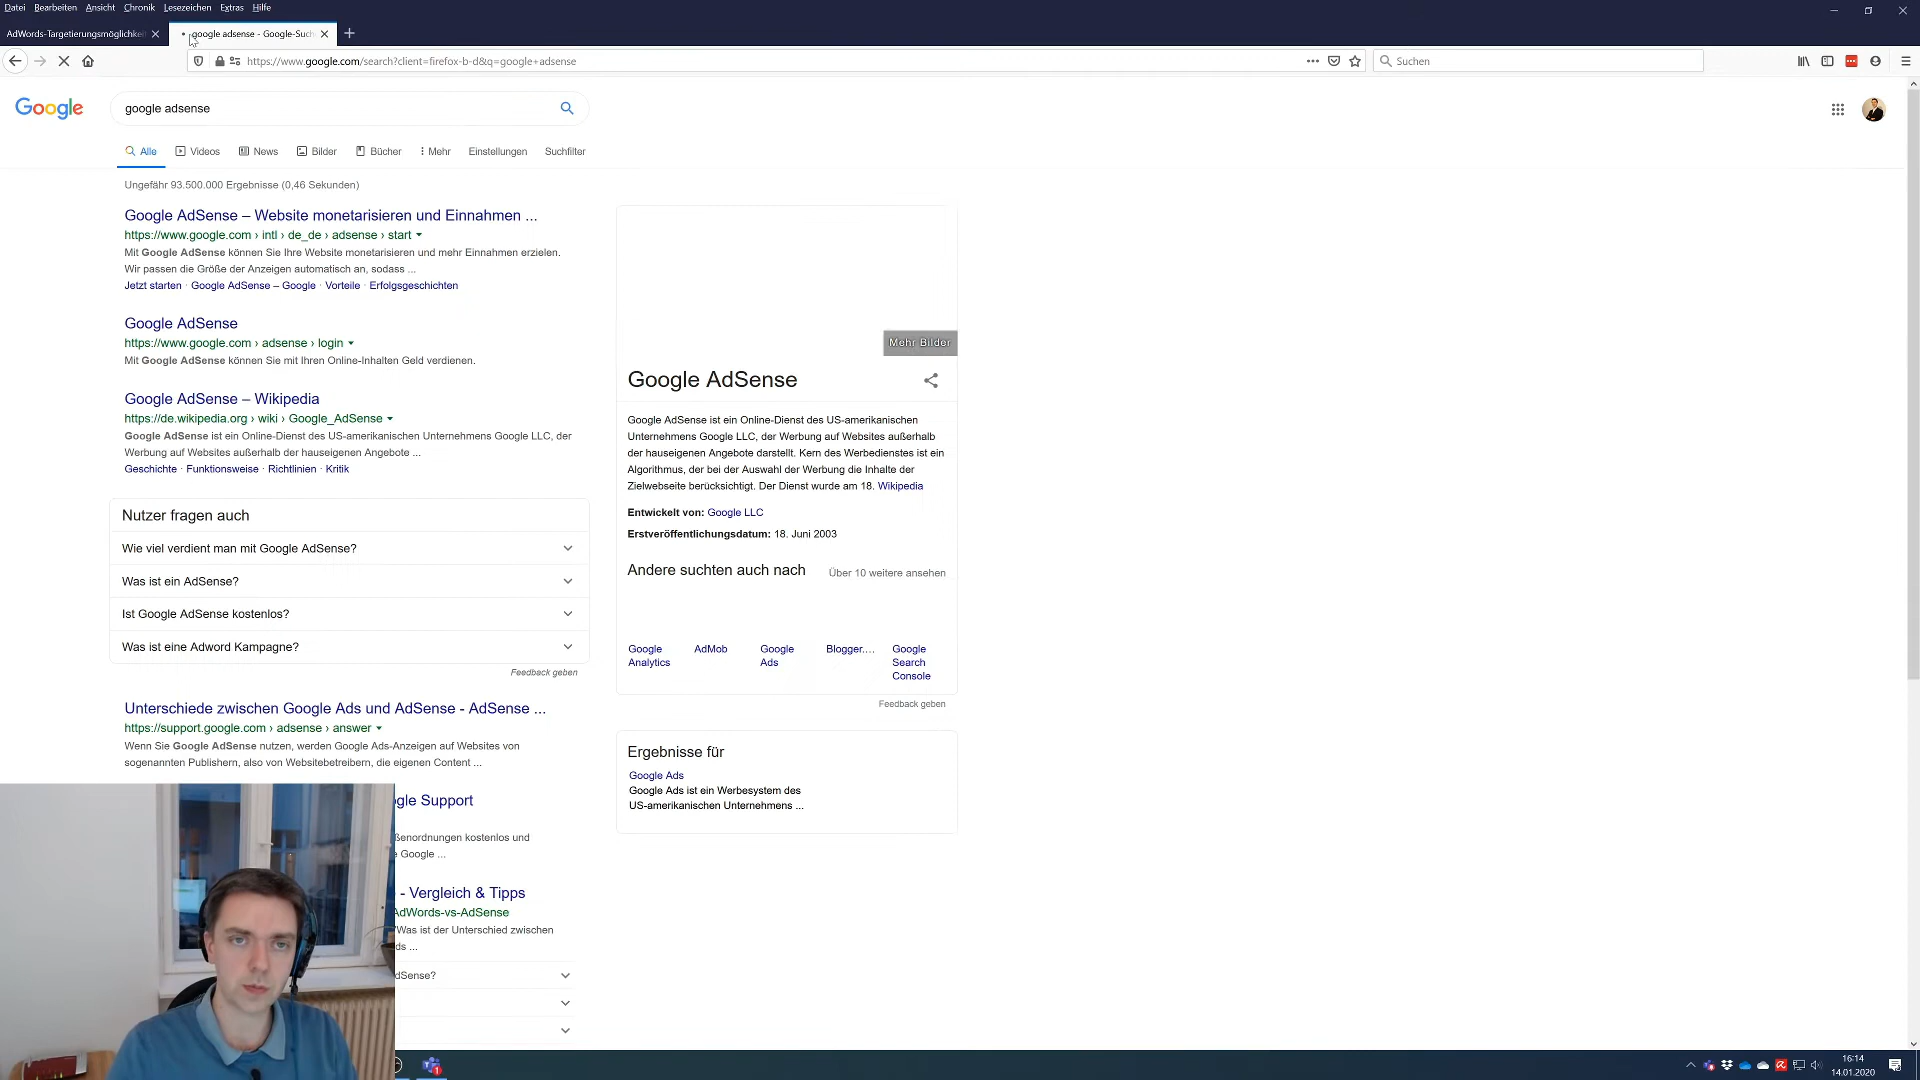 Datei Bearbeiten Ansicht Chronik Lesezeichen Extras Hilfe
AdWords-Targetierungsmöglichkei
google adsense - Google-Such
https://www.google.com/search?client=firefox-b-d&q=google+adsense
Suchen
Google
google adsense
Alle Videos News Bilder Bücher Mehr Einstellungen Suchfilter
Ungefähr 93.500.000 Ergebnisse (0,46 Sekunden)
Google AdSense – Website monetarisieren und Einnahmen ...
https://www.google.com › intl › de_de › adsense › start
Mit Google AdSense können Sie Ihre Website monetarisieren und mehr Einnahmen erzielen.
Wir passen die Größe der Anzeigen automatisch an, sodass ...
Jetzt starten · Google AdSense – Google · Vorteile · Erfolgsgeschichten
Google AdSense
https://www.google.com › adsense › login
Mit Google AdSense können Sie mit Ihren Online-Inhalten Geld verdienen.
Google AdSense – Wikipedia
https://de.wikipedia.org › wiki › Google_AdSense
Google AdSense ist ein Online-Dienst des US-amerikanischen Unternehmens Google LLC, der
Werbung auf Websites außerhalb der hauseigenen Angebote ...
Geschichte · Funktionsweise · Richtlinien · Kritik
Nutzer fragen auch
Wie viel verdient man mit Google AdSense?
Was ist ein AdSense?
Ist Google AdSense kostenlos?
Was ist eine Adword Kampagne?
Feedback geben
Unterschiede zwischen Google Ads und AdSense - AdSense ...
https://support.google.com › adsense › answer
Wenn Sie Google AdSense nutzen, werden Google Ads-Anzeigen auf Websites von
sogenannten Publishern, also von Websitebetreibern, die eigenen Content ...
gle Support
ßenordnungen kostenlos und
e Google ...
- Vergleich & Tipps
AdWords-vs-AdSense
Was ist der Unterschied zwischen
ds ...
dSense?
Mehr Bilder
Google AdSense
Google AdSense ist ein Online-Dienst des US-amerikanischen
Unternehmens Google LLC, der Werbung auf Websites außerhalb
der hauseigenen Angebote darstellt. Kern des Werbedienstes ist ein
Algorithmus, der bei der Auswahl der Werbung die Inhalte der
Zielwebseite berücksichtigt. Der Dienst wurde am 18. Wikipedia
Entwickelt von: Google LLC
Erstveröffentlichungsdatum: 18. Juni 2003
Andere suchten auch nach Über 10 weitere ansehen
Google Analytics
AdMob
Google Ads
Blogger....
Google Search Console
Feedback geben
Ergebnisse für
Google Ads
Google Ads ist ein Werbesystem des
US-amerikanischen Unternehmens ...
16:14
14.01.2020